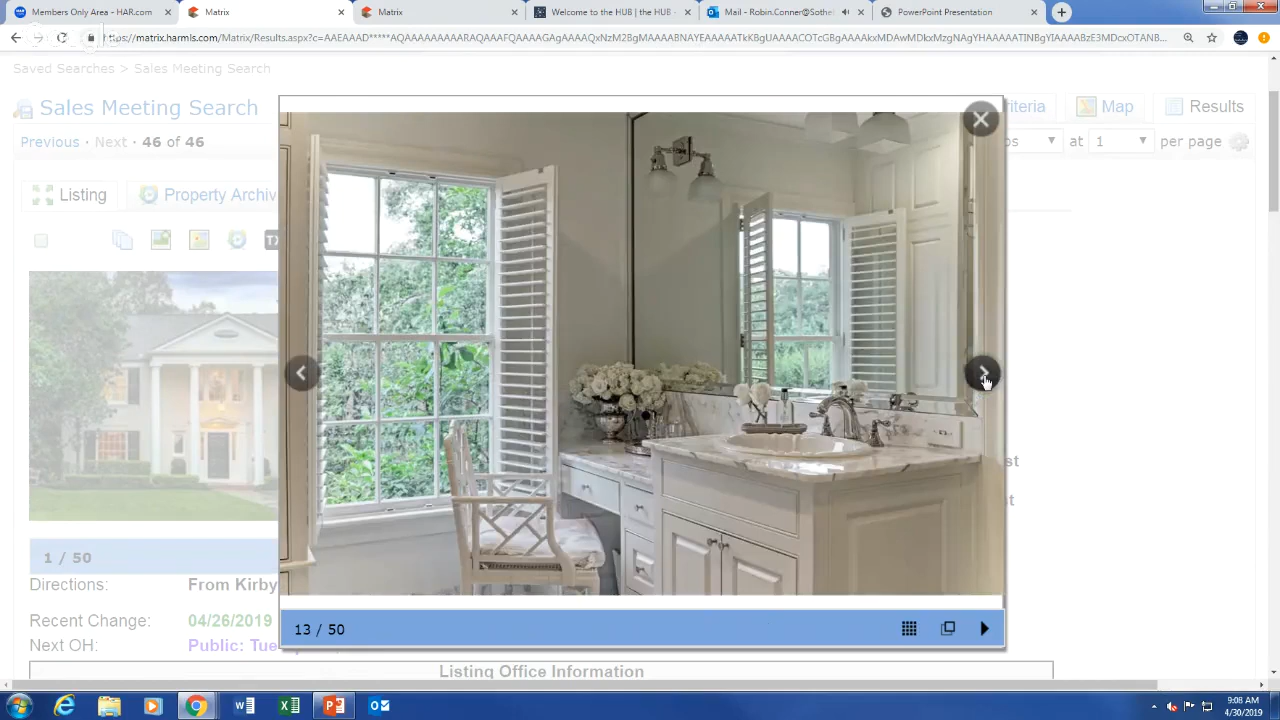 Members Only Area - HAR.com
Matrix
Matrix
Welcome to the HUB | the HUB -
Mail - Robin.Conner@Sothe
PowerPoint Presentation
Saved Searches > Sales Meeting Search
Sales Meeting Search
Criteria
Map
Results
Previous · Next · 46 of 46
at 1 per page
Listing
Property Archiv
1 / 50
Directions: From Kirby
Recent Change: 04/26/2019
Next OH: Public: Tue
13 / 50
Listing Office Information
9:08 AM
4/30/2019